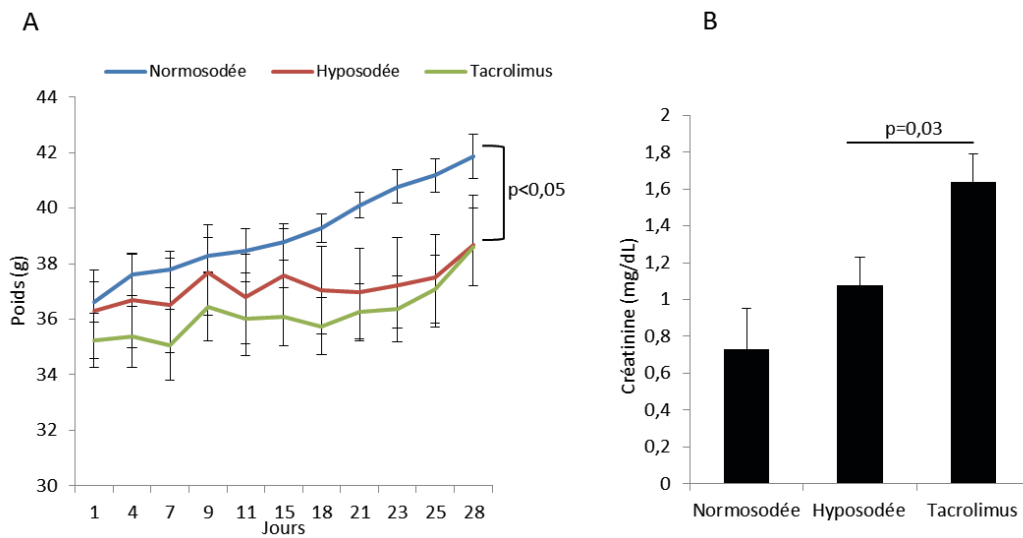 A
Normosodée Hyposodée Tacrolimus
44
42
40
38
36
34
32
30
Poids (g)
p<0,05
1 4 7 9 11 15 18 21 23 25 28
Jours
B
2
1,8
1,6
1,4
1,2
1
0,8
0,6
0,4
0,2
0
Créatinine (mg/dL)
p=0,03
Normosodée Hyposodée Tacrolimus